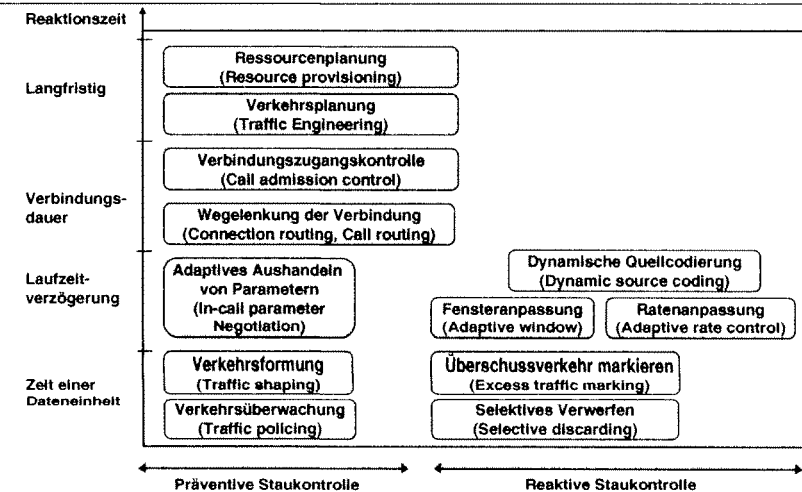 Reaktionszeit
Langfristig
Ressourcenplanung
(Resource provisioning)
Verkehrsplanung
(Traffic Engineering)
Verbindungs-
dauer
Verbindungszugangskontrolle
(Call admission control)
Wegelenkung der Verbindung
(Connection routing, Call routing)
Laufzeit-
verzögerung
Adaptives Aushandeln
von Parametern
(In-call parameter
Negotiation)
Dynamische Quellcodierung
(Dynamic source coding)
Fensteranpassung
(Adaptive window)
Ratenanpassung
(Adaptive rate control)
Zeit einer
Dateneinheit
Verkehrsformung
(Traffic shaping)
Überschussverkehr markieren
(Excess traffic marking)
Verkehrsüberwachung
(Traffic policing)
Selektives Verwerfen
(Selective discarding)
Präventive Staukontrolle
Reaktive Staukontrolle